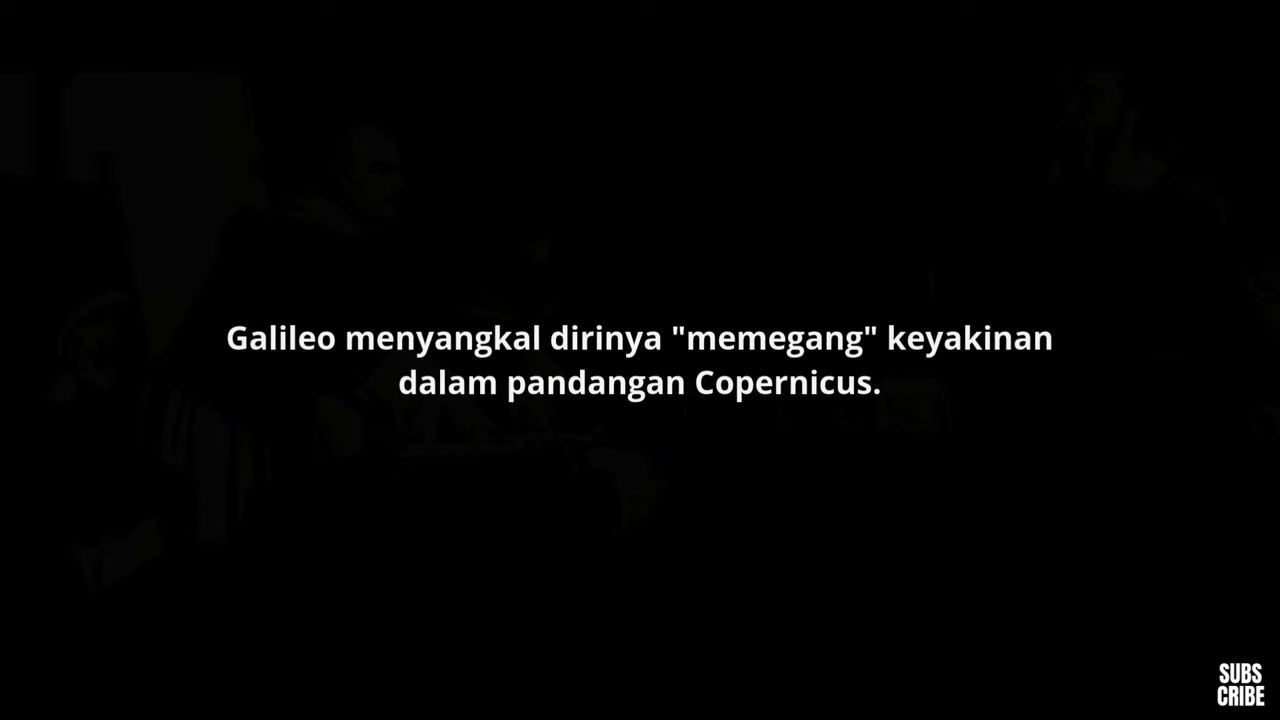 Galileo menyangkal dirinya "memegang" keyakinan
dalam pandangan Copernicus.
SUBS
CRIBE